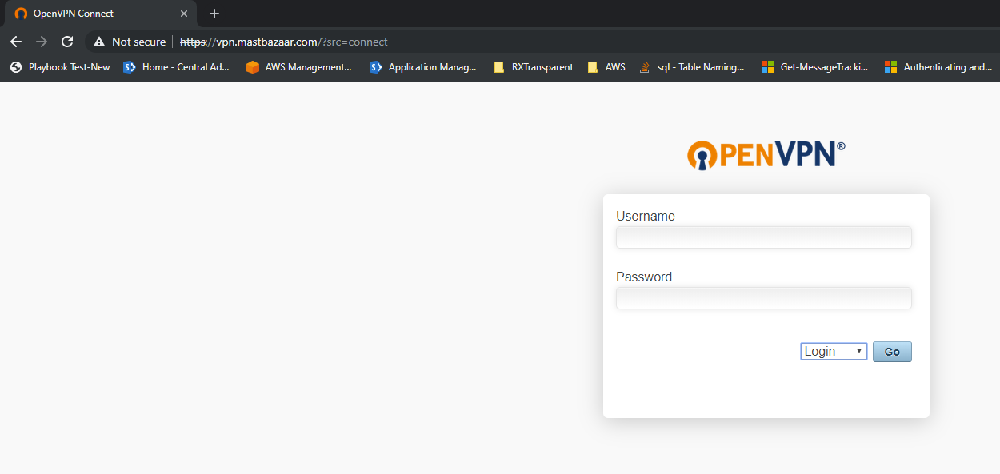 OpenVPN Connect
Not secure https://vpn.mastbazaar.com/?src=connect
Playbook Test-New Home - Central Ad... AWS Management... Application Manag... RXTransparent AWS sql - Table Naming... Get-MessageTracki... Authenticating and...
OPENVPN®
Username
Password
Login Go